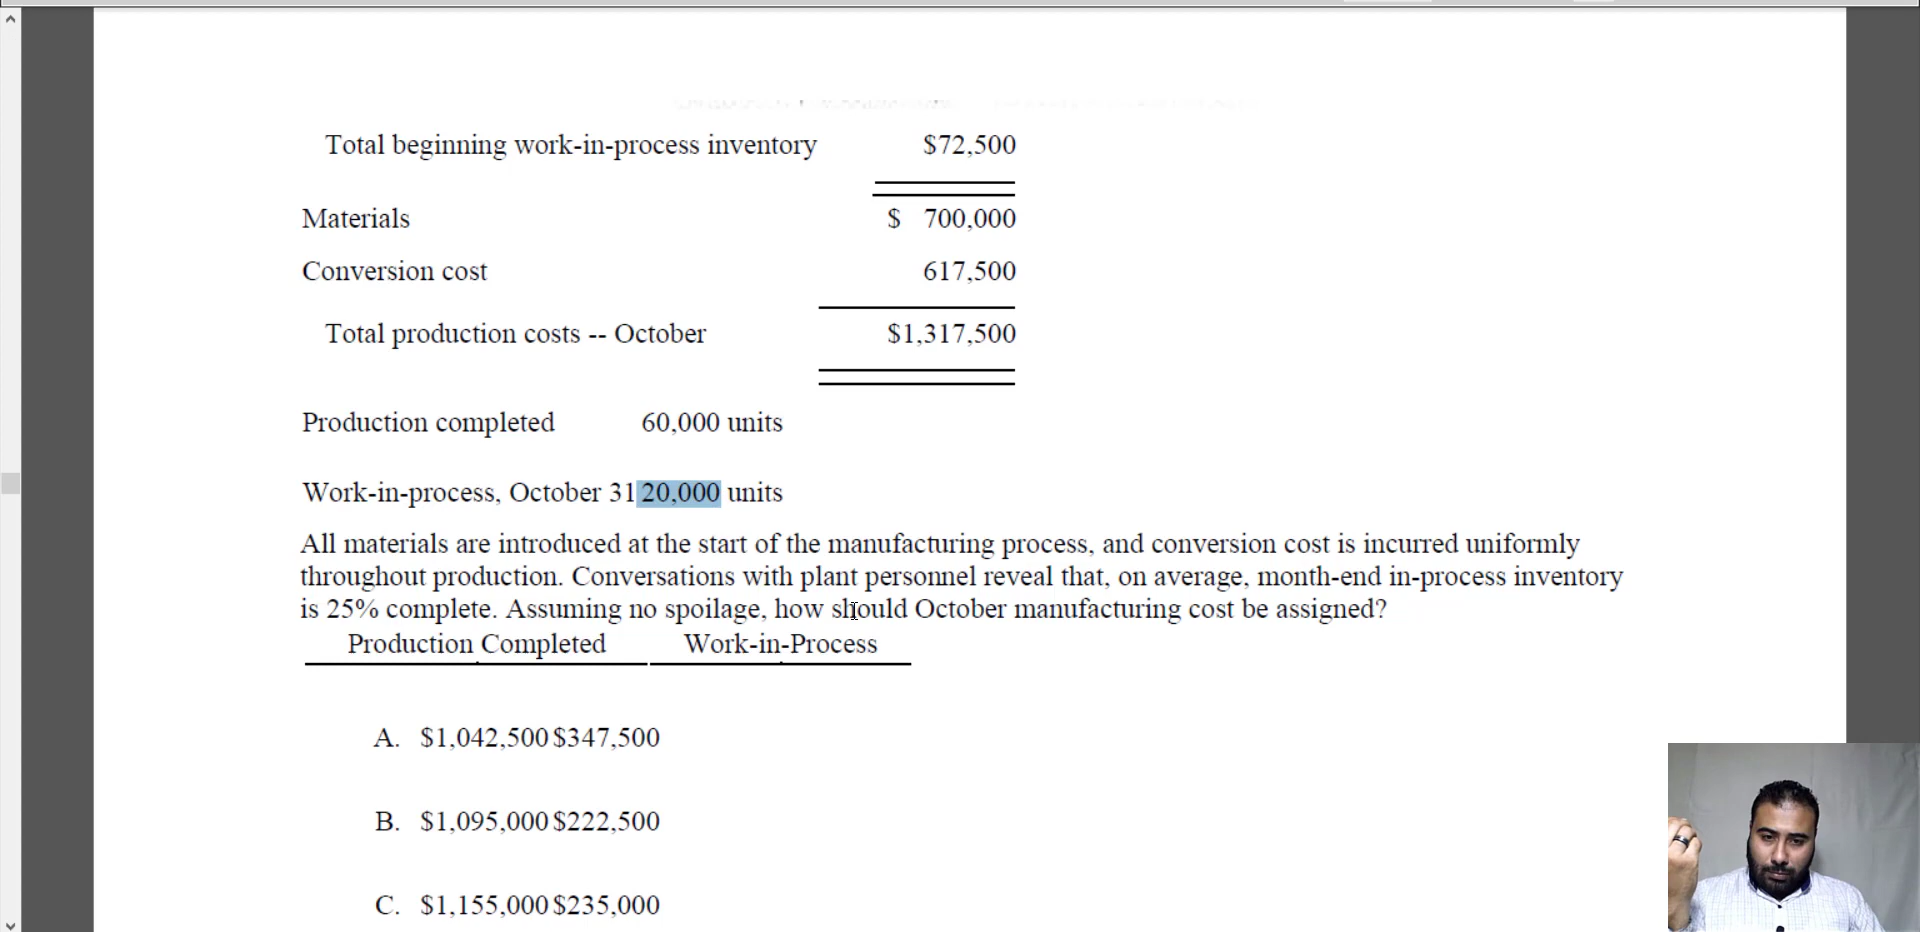 Total beginning work-in-process inventory $72,500
Materials $ 700,000
Conversion cost 617,500
Total production costs -- October $1,317,500
Production completed 60,000 units
Work-in-process, October 31 20,000 units
All materials are introduced at the start of the manufacturing process, and conversion cost is incurred uniformly
throughout production. Conversations with plant personnel reveal that, on average, month-end in-process inventory
is 25% complete. Assuming no spoilage, how should October manufacturing cost be assigned?
Production Completed Work-in-Process
A. $1,042,500 $347,500
B. $1,095,000 $222,500
C. $1,155,000 $235,000